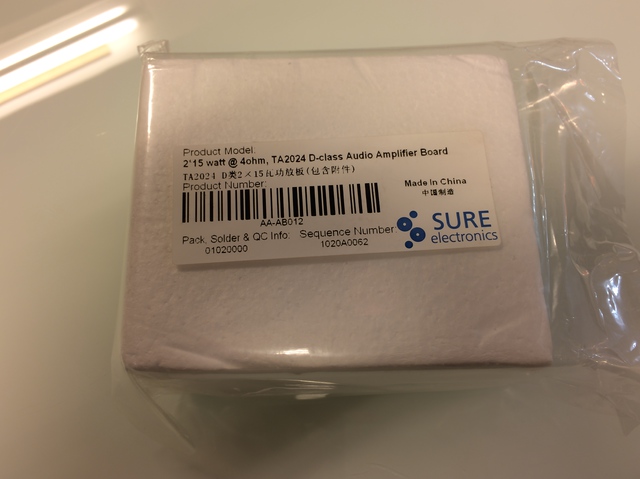 Product Model:
2*15 watt @ 4ohm, TA2024 D-class Audio Amplifier Board
TA2024 D类2×15瓦功放板(包含附件)
Product Number:
Made In China
中国制造
AA-AB012
Pack, Solder & QC Info:
01020000
Sequence Number:
1020A0062
SURE
electronics